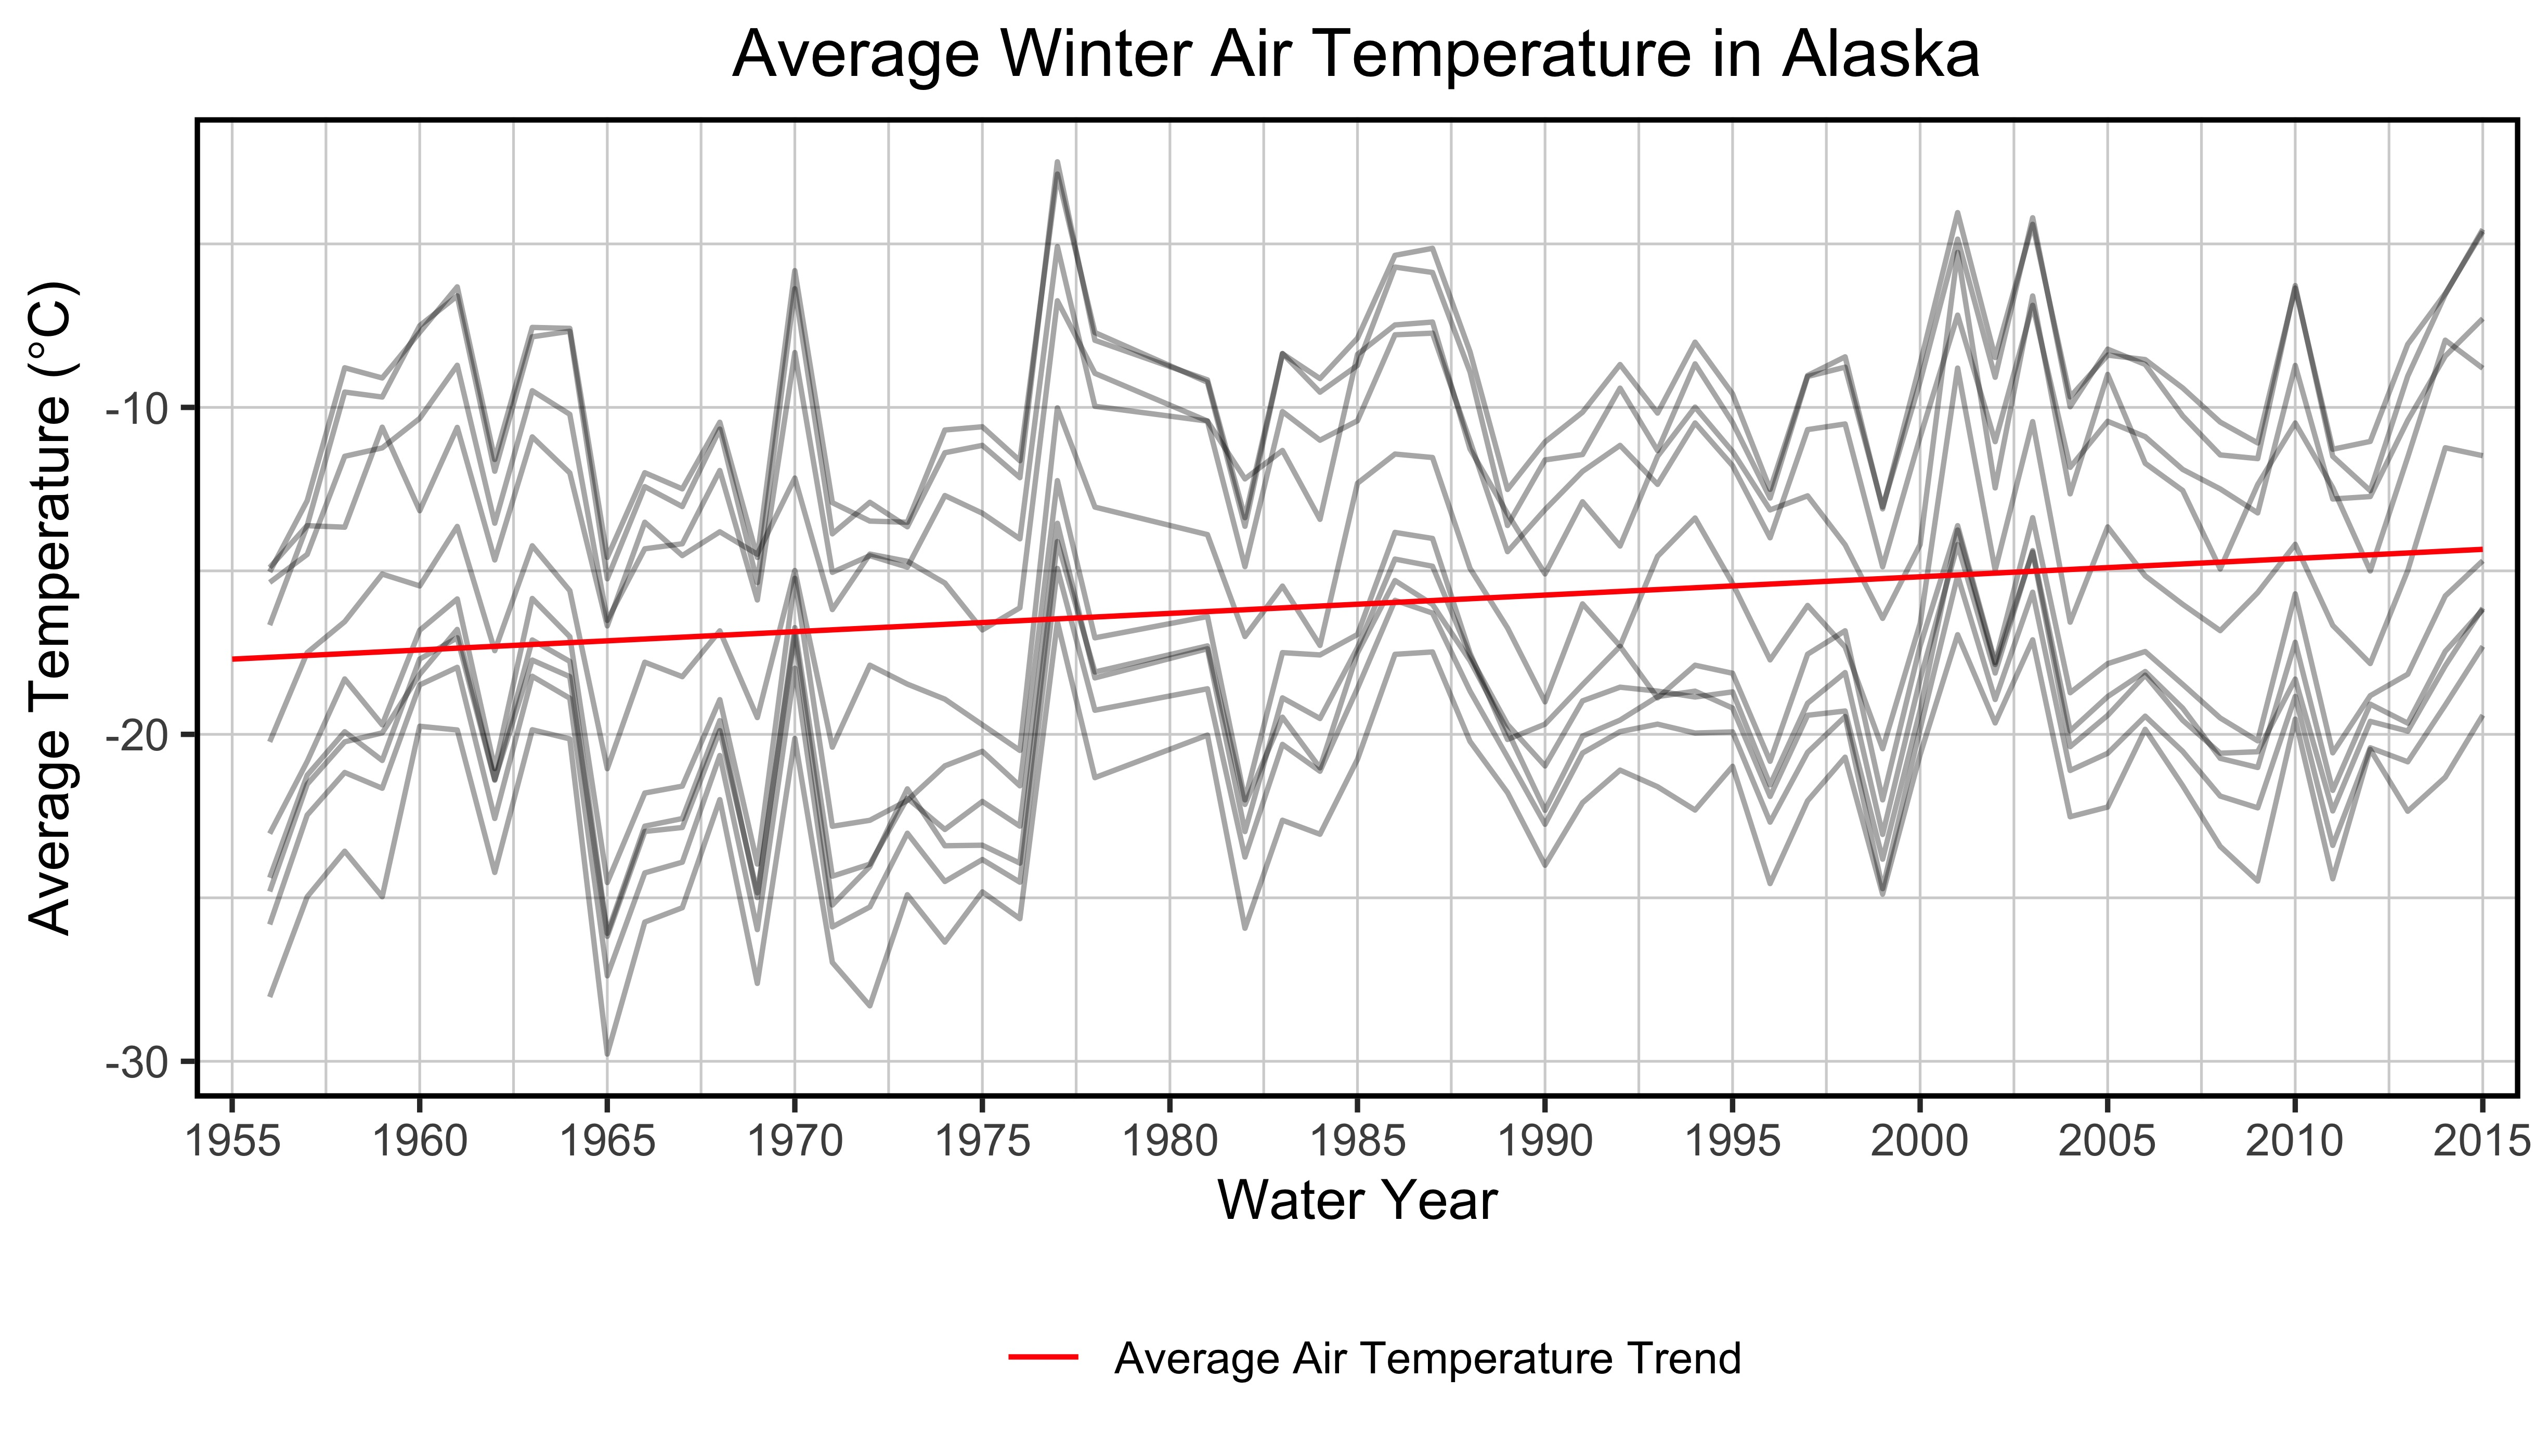 Average Winter Air Temperature in Alaska
Average Temperature (°C)
-10
-20
-30
1955 1960 1965 1970 1975 1980 1985 1990 1995 2000 2005 2010 2015
Water Year
Average Air Temperature Trend